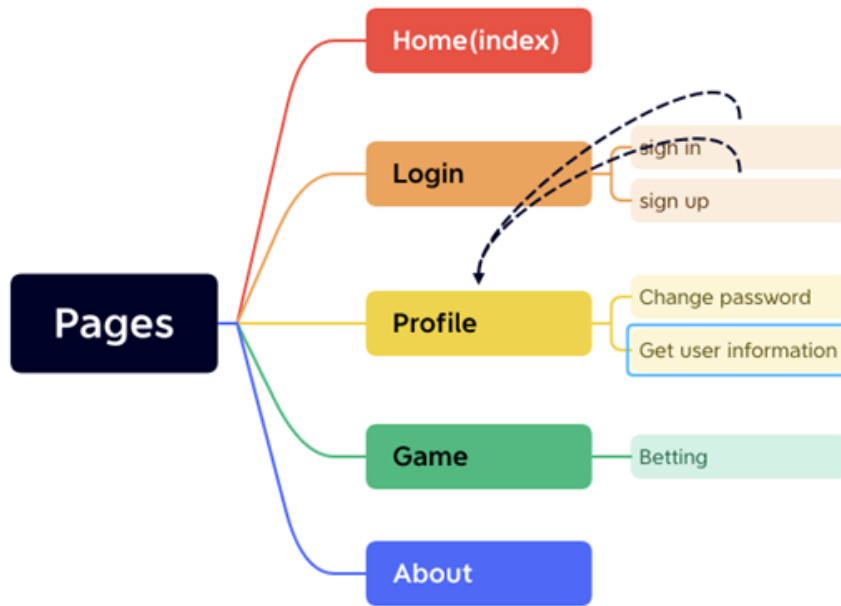 Home(index)
Login
sign in
sign up
Pages
Profile
Change password
Get user information
Game
Betting
About